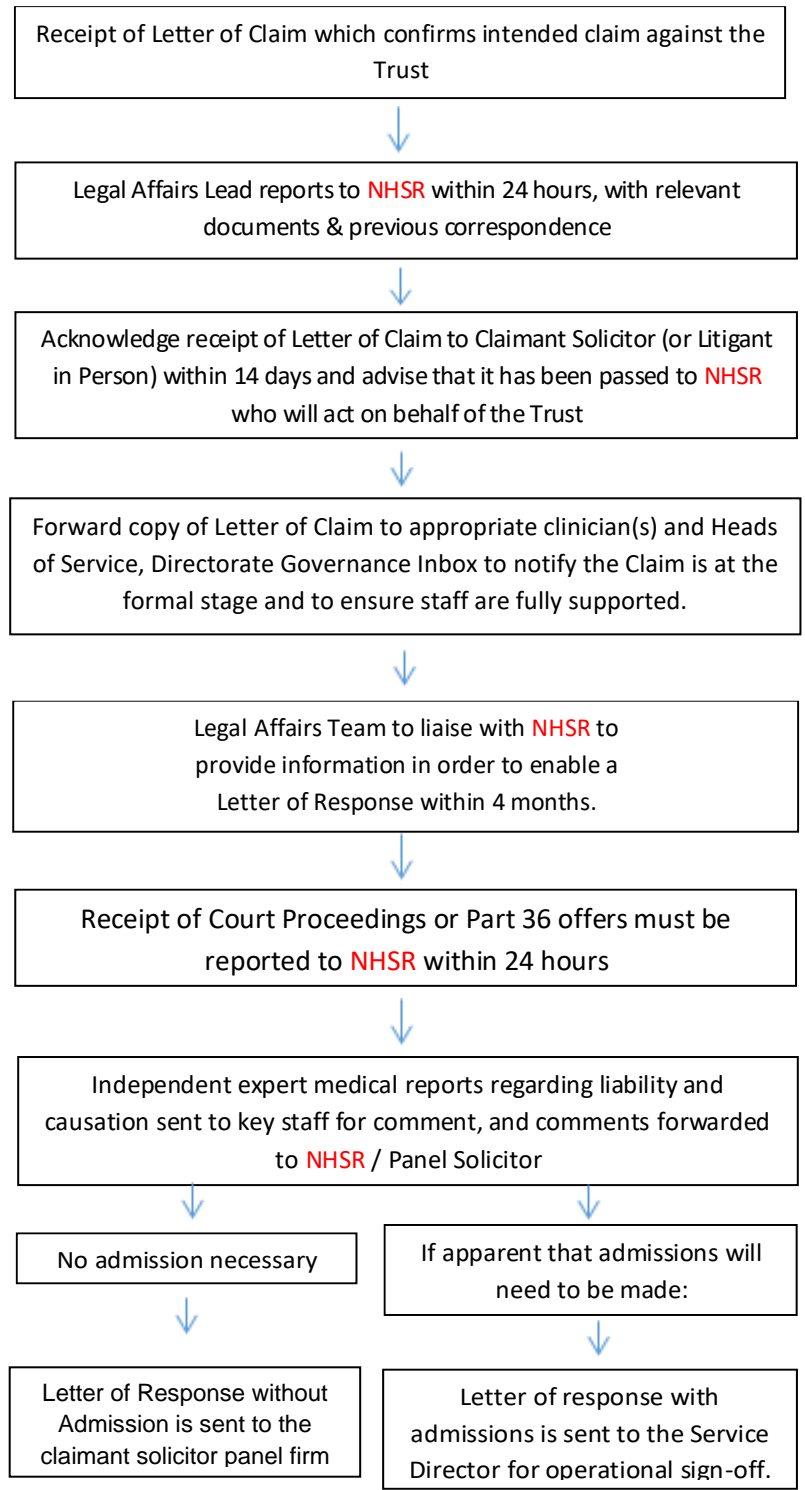 Receipt of Letter of Claim which confirms intended claim against the
Trust
Legal Affairs Lead reports to NHSR within 24 hours, with relevant
documents & previous correspondence
Acknowledge receipt of Letter of Claim to Claimant Solicitor (or Litigant
in Person) within 14 days and advise that it has been passed to NHSR
who will act on behalf of the Trust
Forward copy of Letter of Claim to appropriate clinician(s) and Heads
of Service, Directorate Governance Inbox to notify the Claim is at the
formal stage and to ensure staff are fully supported.
Legal Affairs Team to liaise with NHSR to
provide information in order to enable a
Letter of Response within 4 months.
Receipt of Court Proceedings or Part 36 offers must be
reported to NHSR within 24 hours
Independent expert medical reports regarding liability and
causation sent to key staff for comment, and comments forwarded
to NHSR / Panel Solicitor
No admission necessary
If apparent that admissions will
need to be made:
Letter of Response without
Admission is sent to the
claimant solicitor panel firm
Letter of response with
admissions is sent to the Service
Director for operational sign-off.